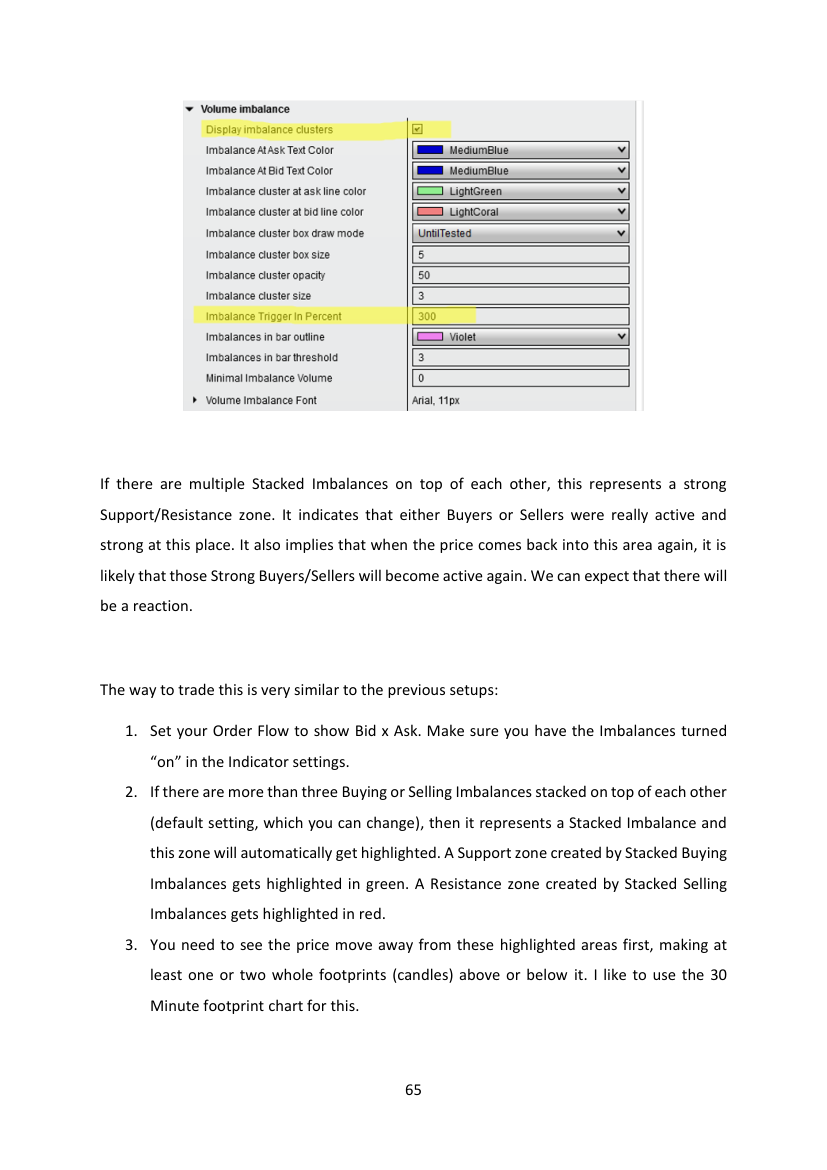 Volume imbalance
Display imbalance clusters
Imbalance At Ask Text Color MediumBlue
Imbalance At Bid Text Color MediumBlue
Imbalance cluster at ask line color LightGreen
Imbalance cluster at bid line color LightCoral
Imbalance cluster box draw mode UntilTested
Imbalance cluster box size 5
Imbalance cluster opacity 50
Imbalance cluster size 3
Imbalance Trigger In Percent 300
Imbalances in bar outline Violet
Imbalances in bar threshold 3
Minimal Imbalance Volume 0
Volume Imbalance Font Arial, 11px
If there are multiple Stacked Imbalances on top of each other, this represents a strong
Support/Resistance zone. It indicates that either Buyers or Sellers were really active and
strong at this place. It also implies that when the price comes back into this area again, it is
likely that those Strong Buyers/Sellers will become active again. We can expect that there will
be a reaction.
The way to trade this is very similar to the previous setups:
1. Set your Order Flow to show Bid x Ask. Make sure you have the Imbalances turned
“on” in the Indicator settings.
2. If there are more than three Buying or Selling Imbalances stacked on top of each other
(default setting, which you can change), then it represents a Stacked Imbalance and
this zone will automatically get highlighted. A Support zone created by Stacked Buying
Imbalances gets highlighted in green. A Resistance zone created by Stacked Selling
Imbalances gets highlighted in red.
3. You need to see the price move away from these highlighted areas first, making at
least one or two whole footprints (candles) above or below it. I like to use the 30
Minute footprint chart for this.
65